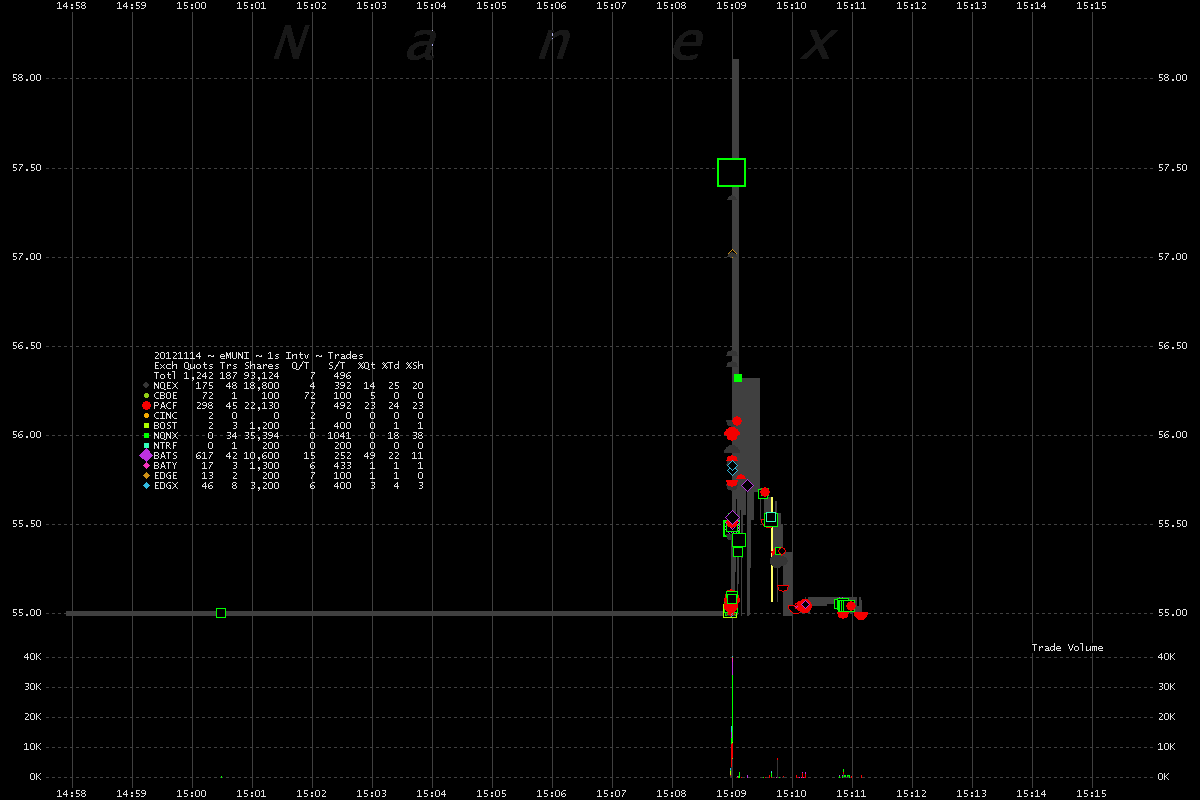 14:58 14:59 15:00 15:01 15:02 15:03 15:04 15:05 15:06 15:07 15:08 15:09 15:10 15:11 15:12 15:13 15:14 15:15
Nanex
58.00 58.00
57.50 57.50
57.00 57.00
56.50 56.50
20121114 ~ eMUNI ~ 1s Intv ~ Trades
Exch Quots Trs Shares Q/T S/T %Qt %Td %Sh
Totl 1,242 187 93,124 7 496
NQEX 175 48 18,800 4 392 14 25 20
CBOE 72 1 100 72 100 5 0 0
PACF 298 45 22,130 7 492 23 24 23
CINC 2 0 0 2 0 0 0 0
BOST 2 3 1,200 1 400 0 1 1
NQNX 0 34 35,394 0 1041 0 18 38
NTRF 0 1 200 0 200 0 0 0
BATS 617 42 10,600 15 252 49 22 11
BATY 17 3 1,300 6 433 1 1 1
EDGE 13 2 200 7 100 1 1 0
EDGX 46 8 3,200 6 400 3 4 3
56.00 56.00
55.50 55.50
55.00 55.00
Trade Volume
40K 40K
30K 30K
20K 20K
10K 10K
0K 0K
14:58 14:59 15:00 15:01 15:02 15:03 15:04 15:05 15:06 15:07 15:08 15:09 15:10 15:11 15:12 15:13 15:14 15:15